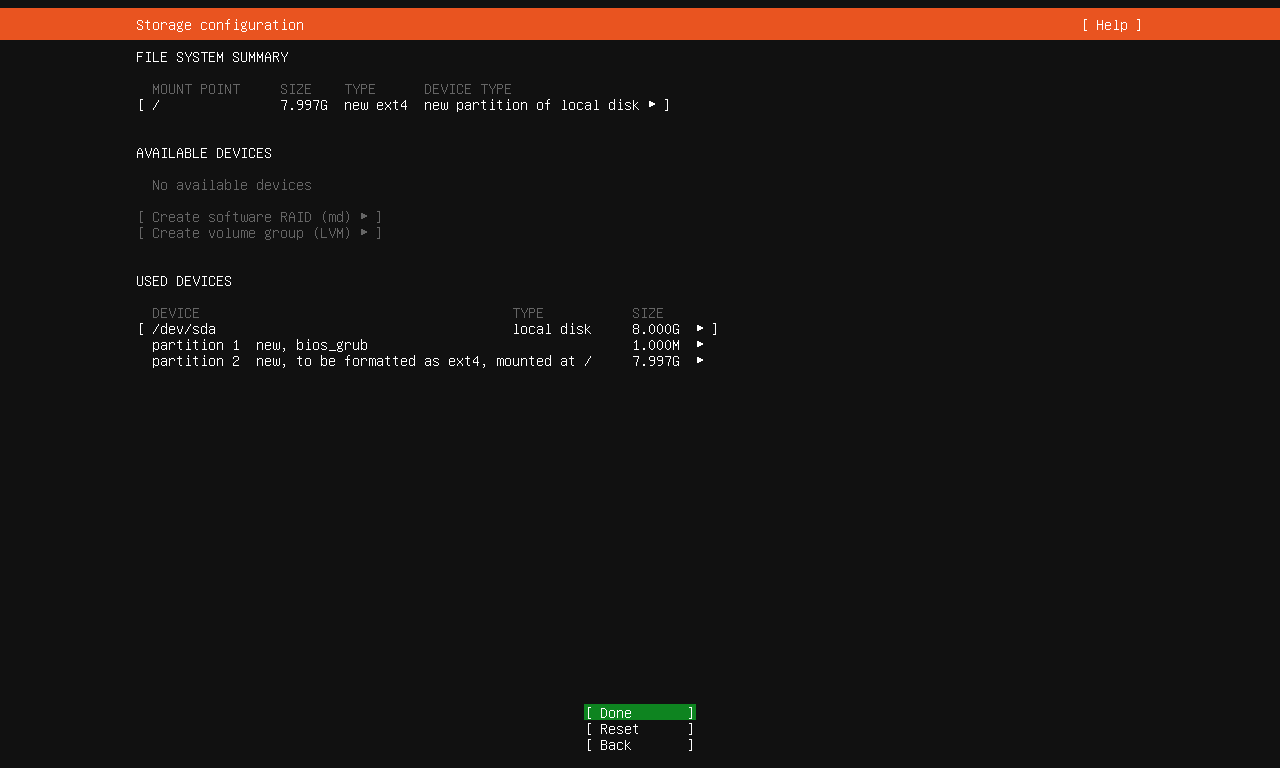 Storage configuration [ Help ]
FILE SYSTEM SUMMARY
MOUNT POINT SIZE TYPE DEVICE TYPE
[ / 7.997G new ext4 new partition of local disk ▸ ]
AVAILABLE DEVICES
No available devices
[ Create software RAID (md) ▸ ]
[ Create volume group (LVM) ▸ ]
USED DEVICES
DEVICE TYPE SIZE
[ /dev/sda local disk 8.000G ▸ ]
partition 1 new, bios_grub 1.000M ▸
partition 2 new, to be formatted as ext4, mounted at / 7.997G ▸
[ Done ]
[ Reset ]
[ Back ]